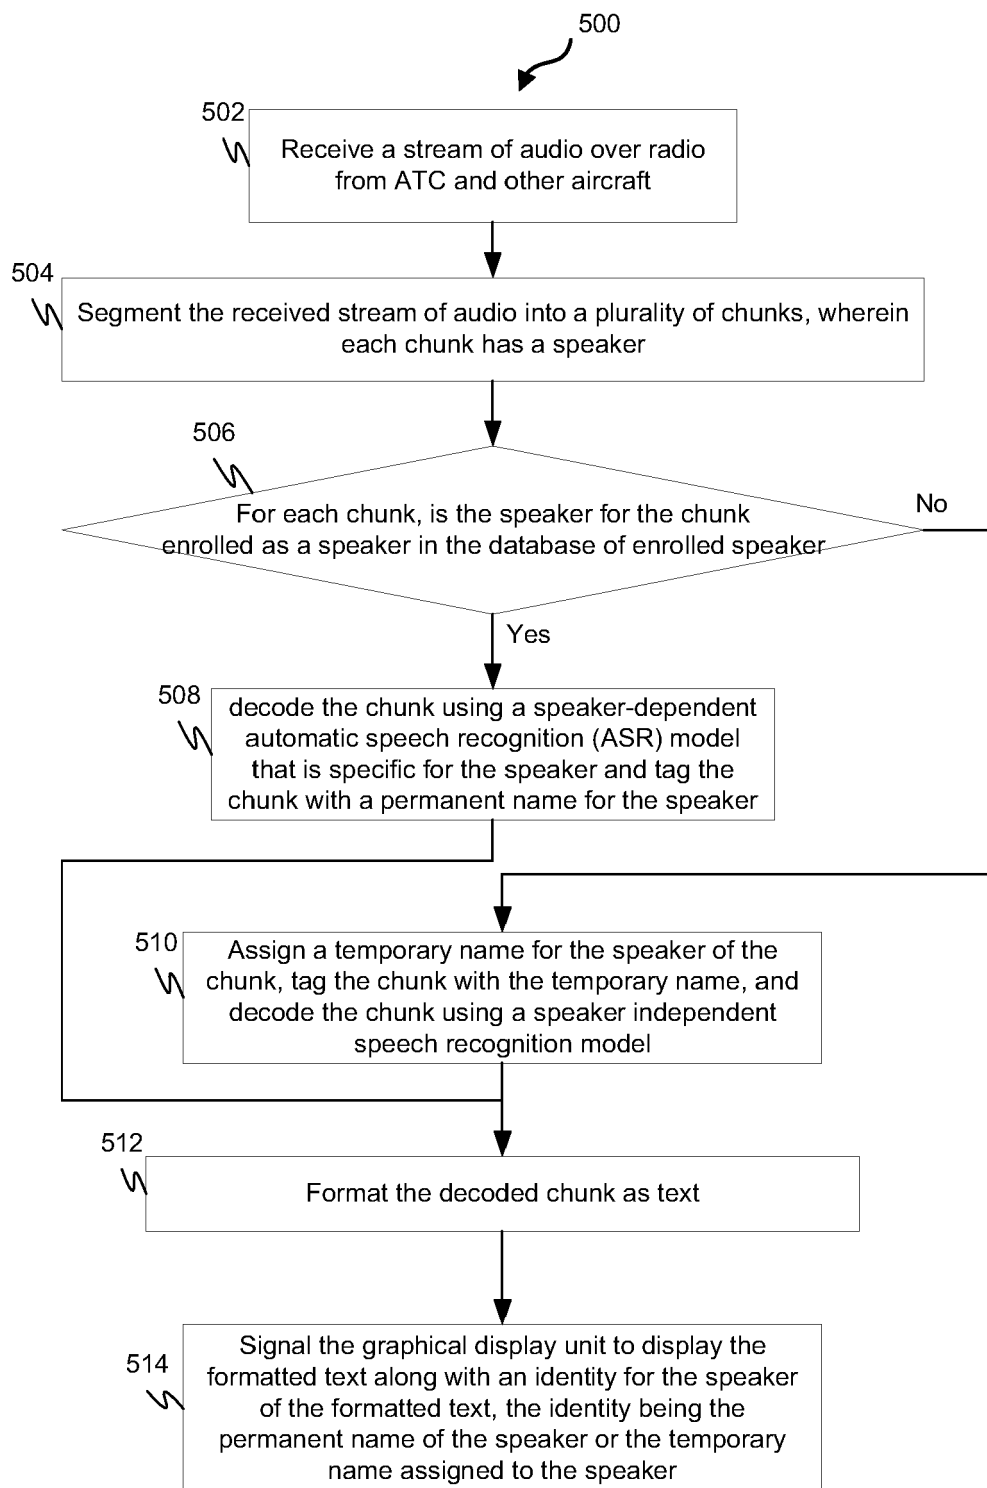 500
502
Receive a stream of audio over radio
from ATC and other aircraft
504
Segment the received stream of audio into a plurality of chunks, wherein
each chunk has a speaker
506
For each chunk, is the speaker for the chunk
enrolled as a speaker in the database of enrolled speaker
No
Yes
508
decode the chunk using a speaker-dependent
automatic speech recognition (ASR) model
that is specific for the speaker and tag the
chunk with a permanent name for the speaker
510
Assign a temporary name for the speaker of the
chunk, tag the chunk with the temporary name, and
decode the chunk using a speaker independent
speech recognition model
512
Format the decoded chunk as text
514
Signal the graphical display unit to display the
formatted text along with an identity for the speaker
of the formatted text, the identity being the
permanent name of the speaker or the temporary
name assigned to the speaker